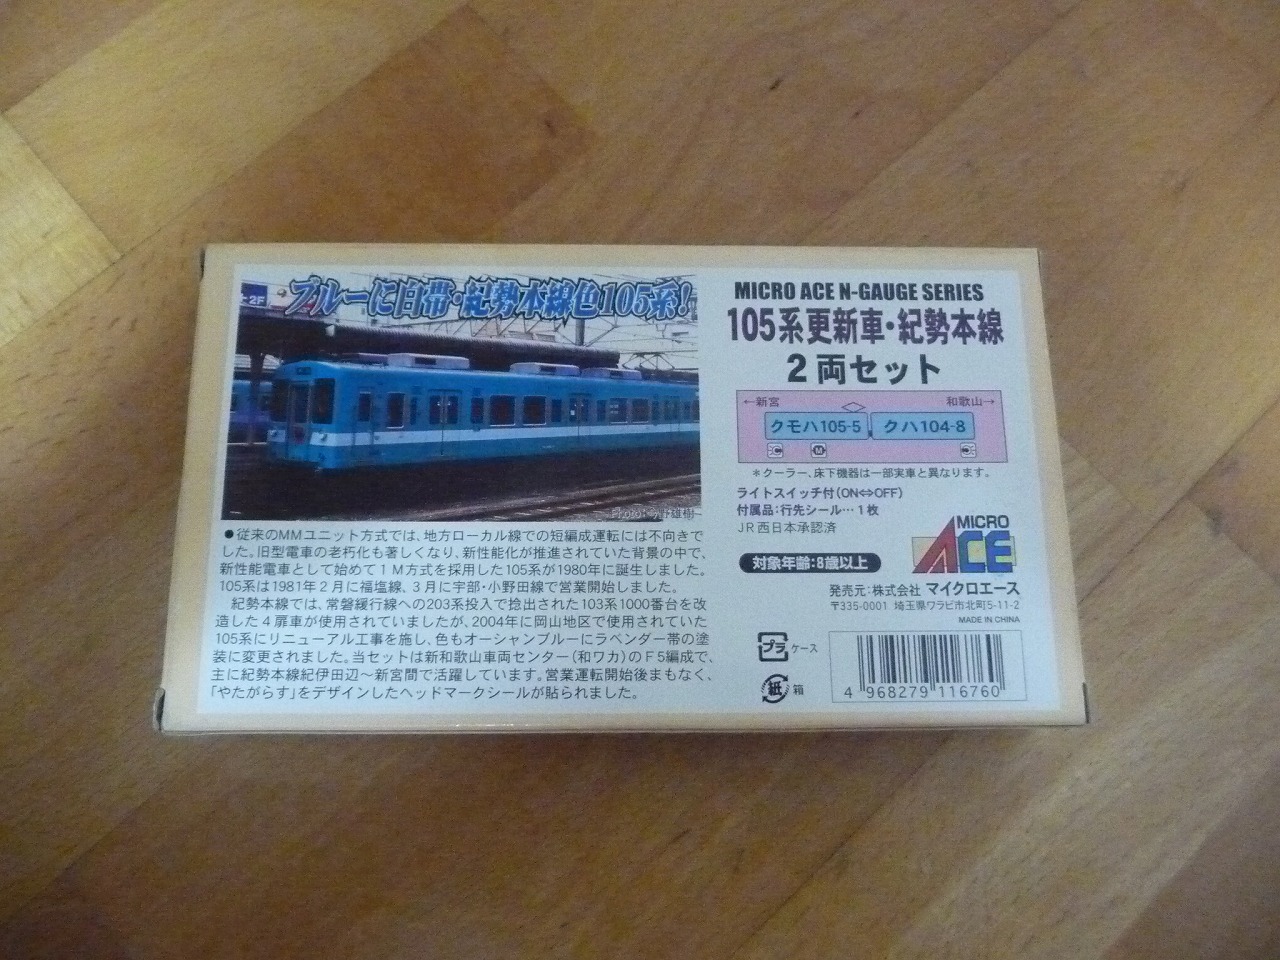 上2F
ブルーに白帯・紀勢本線色105系!
Photo:今野雄樹
●従来のMMユニット方式では、地方ローカル線での短編成運転には不向きで
した。旧型電車の老朽化も著しくなり、新性能化が推進されていた背景の中で、
新性能電車として始めて1M方式を採用した105系が1980年に誕生しました。
105系は1981年2月に福塩線、3月に宇部・小野田線で営業開始しました。
紀勢本線では、常磐緩行線への203系投入で捻出された103系1000番台を改
造した4扉車が使用されていましたが、2004年に岡山地区で使用されていた
105系にリニューアル工事を施し、色もオーシャンブルーにラベンダー帯の塗
装に変更されました。当セットは新和歌山車両センター(和ワカ)のF5編成で、
主に紀勢本線紀伊田辺～新宮間で活躍しています。営業運転開始後まもなく、
「やたがらす」をデザインしたヘッドマークシールが貼られました。
MICRO ACE N-GAUGE SERIES
105系更新車・紀勢本線
2両セット
←新宮 和歌山→
クモハ105-5 クハ104-8
M
＊クーラー、床下機器は一部実車と異なります。
ライトスイッチ付(ON⇔OFF)
付属品:行先シール…1枚
JR西日本承認済
MICRO
ACE
対象年齢:8歳以上
発売元:株式会社 マイクロエース
〒335-0001 埼玉県ワラビ市北町5-11-2
MADE IN CHINA
プラ ケース
紙 箱
4 968279 116760